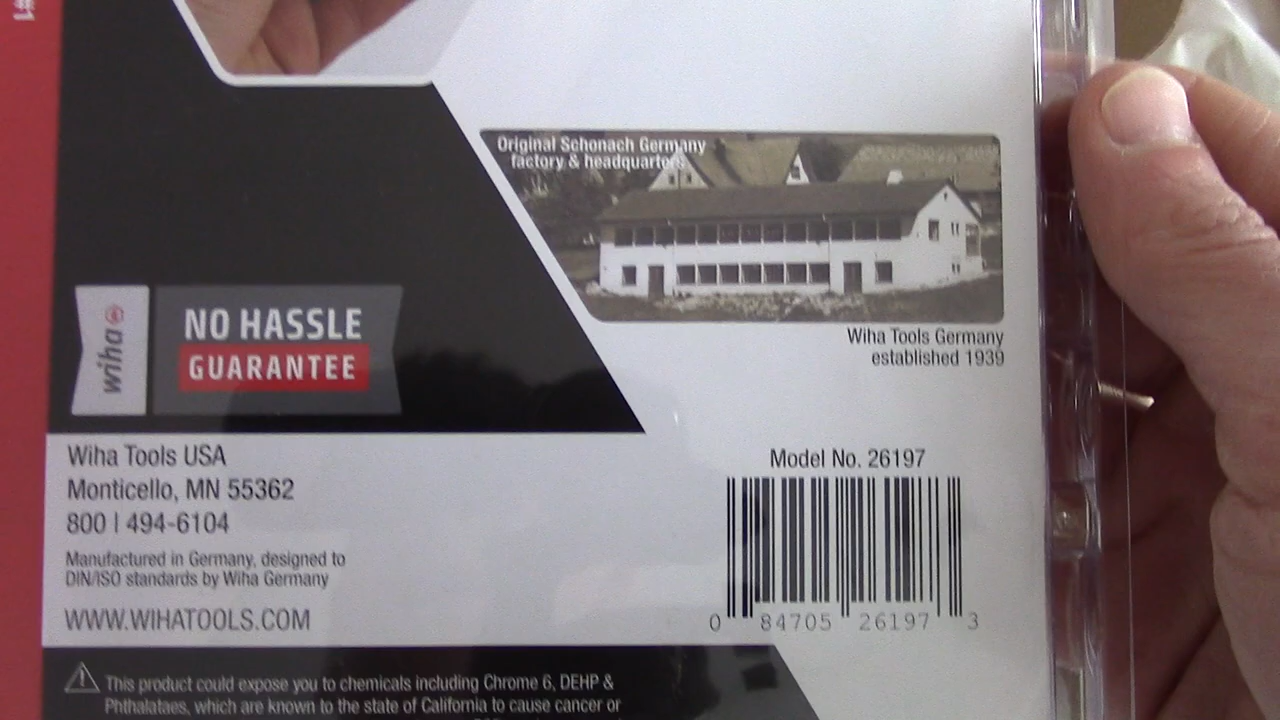 #1
Original Schonach Germany
factory & headquarters
wiha
NO HASSLE
GUARANTEE
Wiha Tools Germany
established 1939
Wiha Tools USA
Monticello, MN 55362
800 | 494-6104
Manufactured in Germany, designed to
DIN/ISO standards by Wiha Germany
WWW.WIHATOOLS.COM
Model No. 26197
0 84705 26197 3
This product could expose you to chemicals including Chrome 6, DEHP &
Phthalataes, which are known to the state of California to cause cancer or